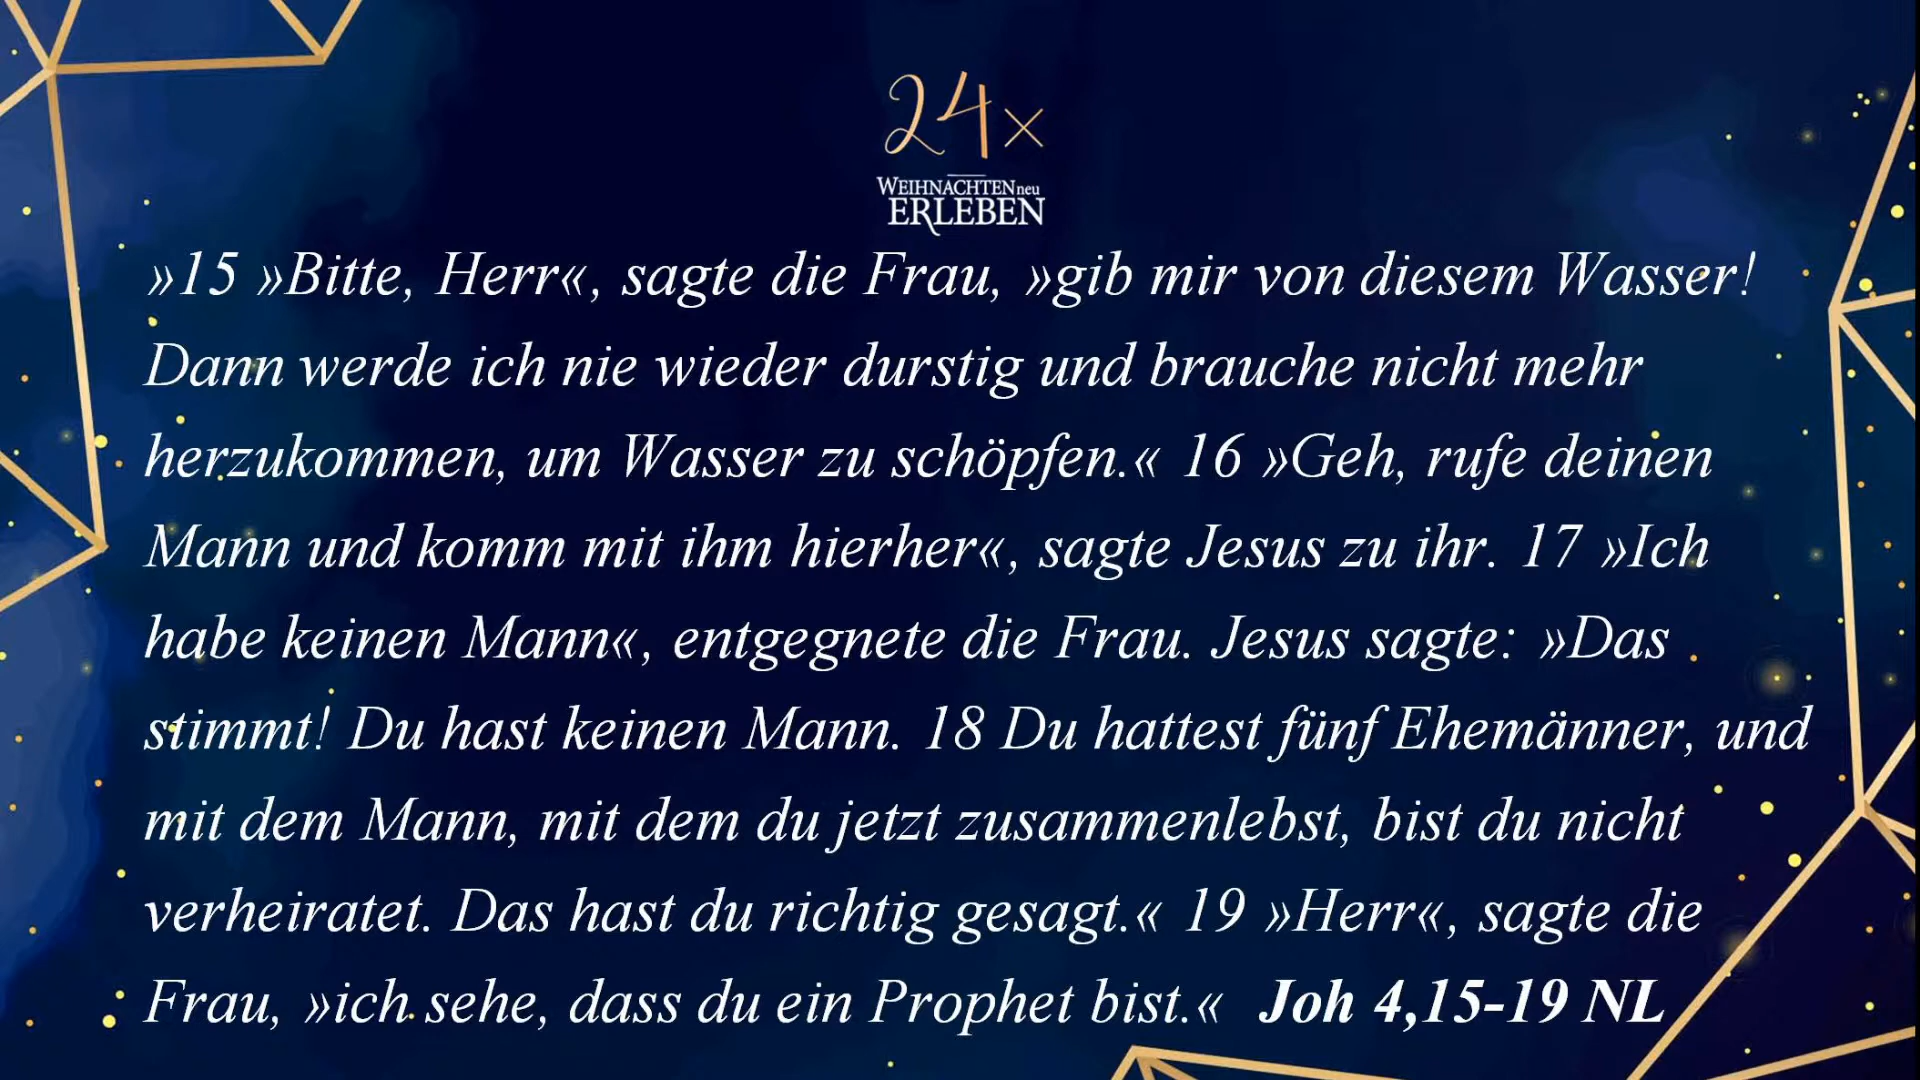 24x
WEIHNACHTEN neu
ERLEBEN
»15 »Bitte, Herr«, sagte die Frau, »gib mir von diesem Wasser!
Dann werde ich nie wieder durstig und brauche nicht mehr
herzukommen, um Wasser zu schöpfen.« 16 »Geh, rufe deinen
Mann und komm mit ihm hierher«, sagte Jesus zu ihr. 17 »Ich
habe keinen Mann«, entgegnete die Frau. Jesus sagte: »Das
stimmt! Du hast keinen Mann. 18 Du hattest fünf Ehemänner, und
mit dem Mann, mit dem du jetzt zusammenlebst, bist du nicht
verheiratet. Das hast du richtig gesagt.« 19 »Herr«, sagte die
Frau, »ich sehe, dass du ein Prophet bist.« Joh 4,15-19 NL